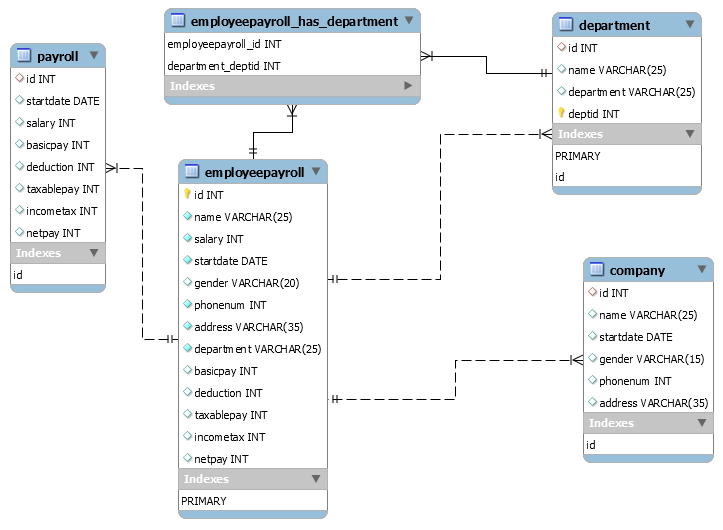 employeepayroll_has_department
employeepayroll_id INT
department_deptid INT
Indexes
department
id INT
name VARCHAR(25)
department VARCHAR(25)
deptid INT
Indexes
PRIMARY
id
payroll
id INT
startdate DATE
salary INT
basicpay INT
deduction INT
taxablepay INT
incometax INT
netpay INT
Indexes
id
employeepayroll
id INT
name VARCHAR(25)
salary INT
startdate DATE
gender VARCHAR(20)
phonenum INT
address VARCHAR(35)
department VARCHAR(25)
basicpay INT
deduction INT
taxablepay INT
incometax INT
netpay INT
Indexes
PRIMARY
company
id INT
name VARCHAR(25)
startdate DATE
gender VARCHAR(15)
phonenum INT
address VARCHAR(35)
Indexes
id